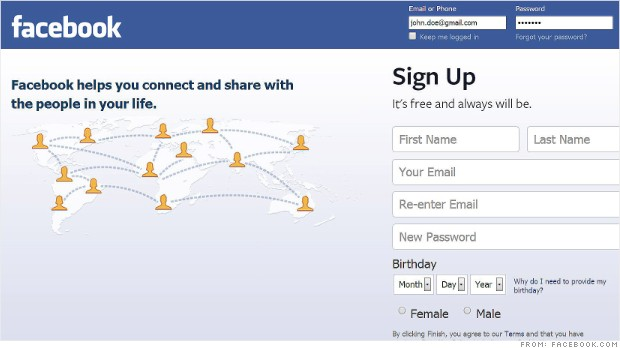 facebook
Email or Phone
Password
john.doe@gmail.com
•••••••
Keep me logged in
Forgot your password?
Facebook helps you connect and share with
the people in your life.
Sign Up
It's free and always will be.
First Name
Last Name
Your Email
Re-enter Email
New Password
Birthday
Month
Day
Year
Why do I need to provide my
birthday?
Female
Male
By clicking Finish, you agree to our Terms and that you have
FROM: FACEBOOK.COM